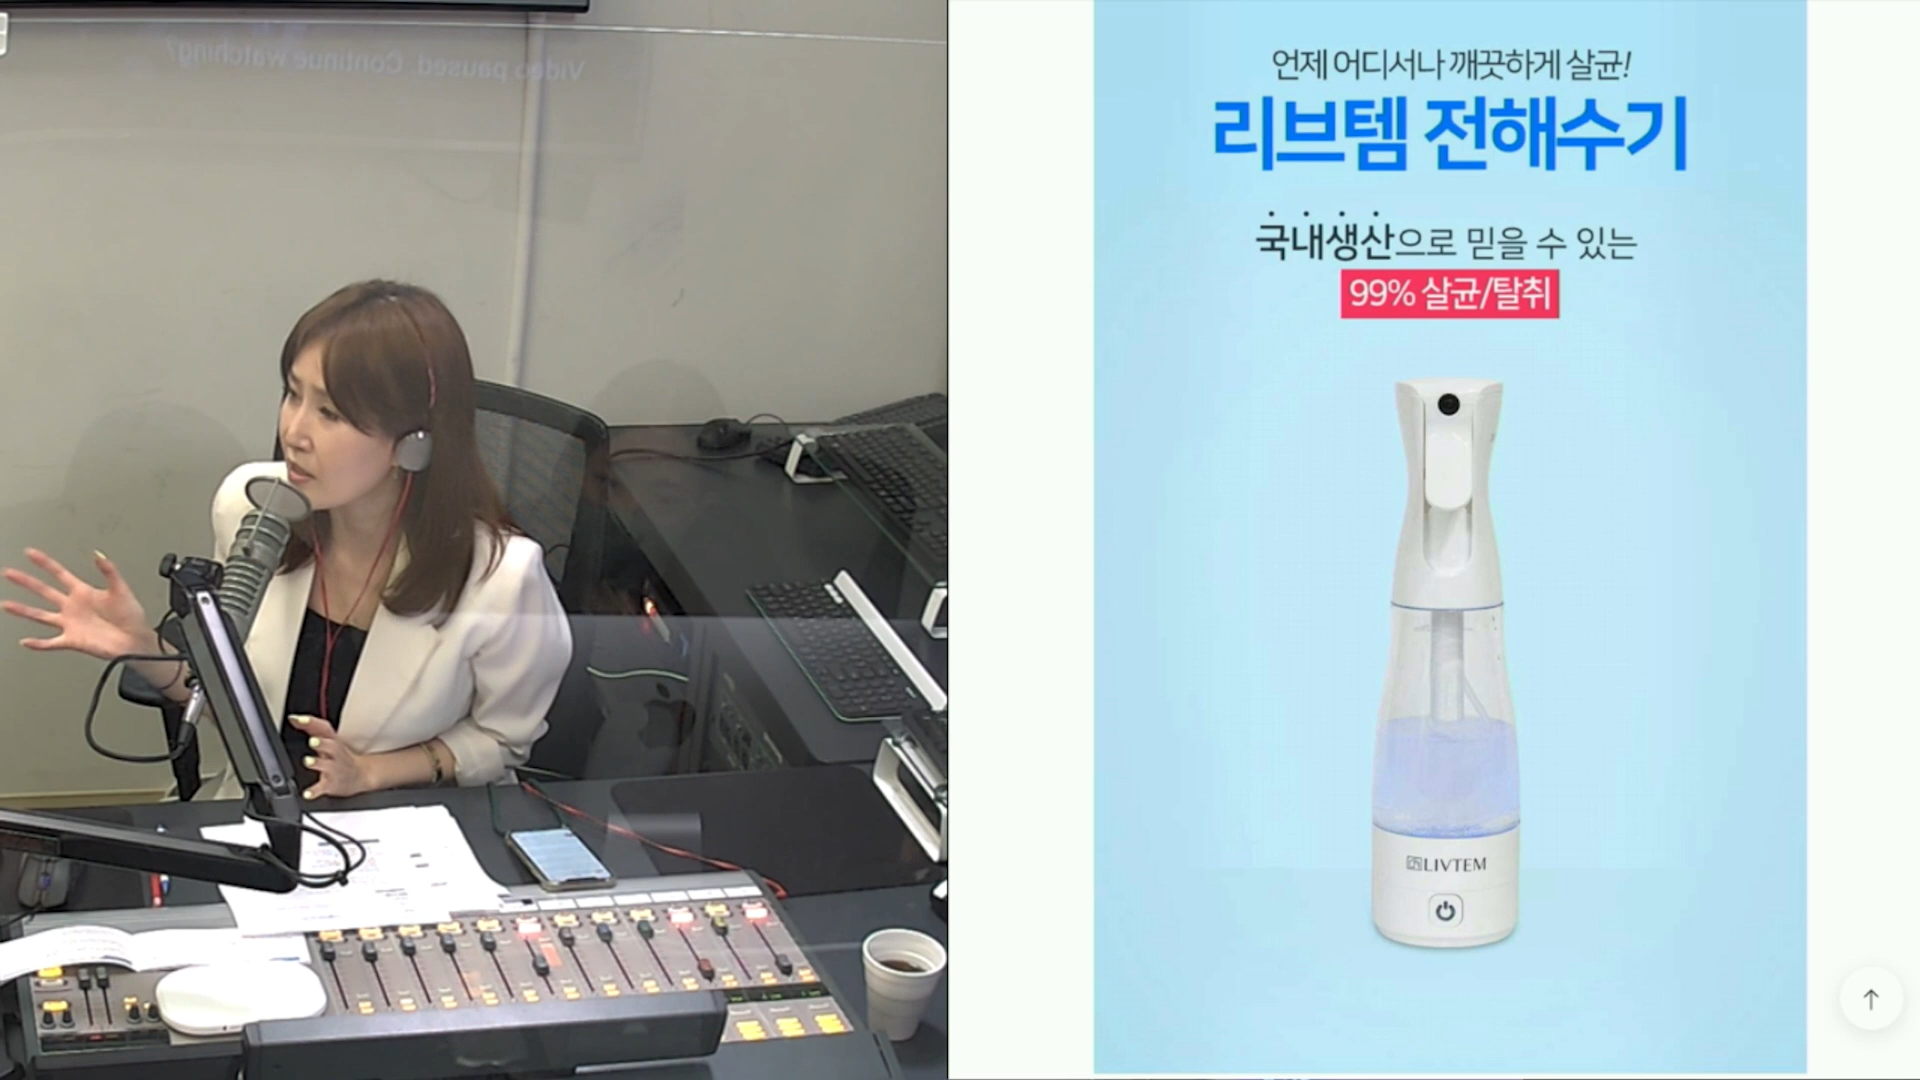 Video paused. Continue watching?
언제 어디서나 깨끗하게 살균!
리브템 전해수기
국내생산으로 믿을 수 있는
99% 살균/탈취
LIVTEM